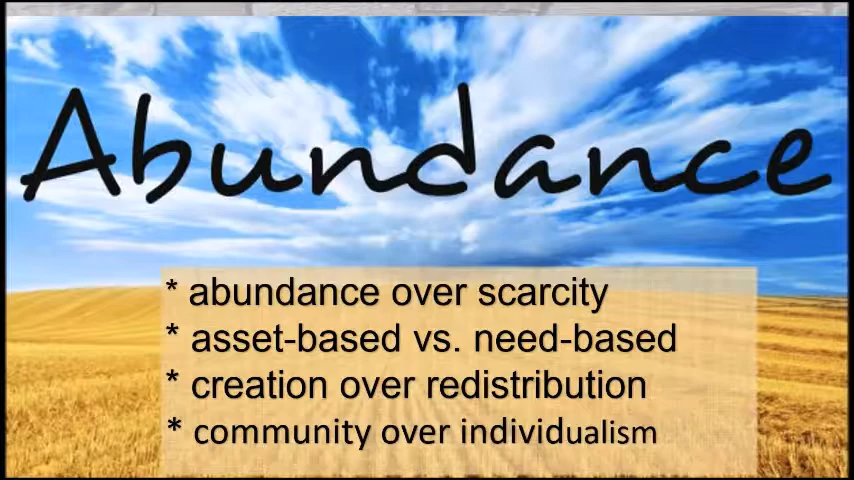 Abundance
* abundance over scarcity
* asset-based vs. need-based
* creation over redistribution
* community over individualism